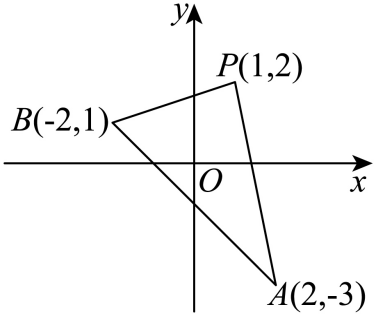 y
P(1,2)
B(-2,1)
O
x
A(2,-3)